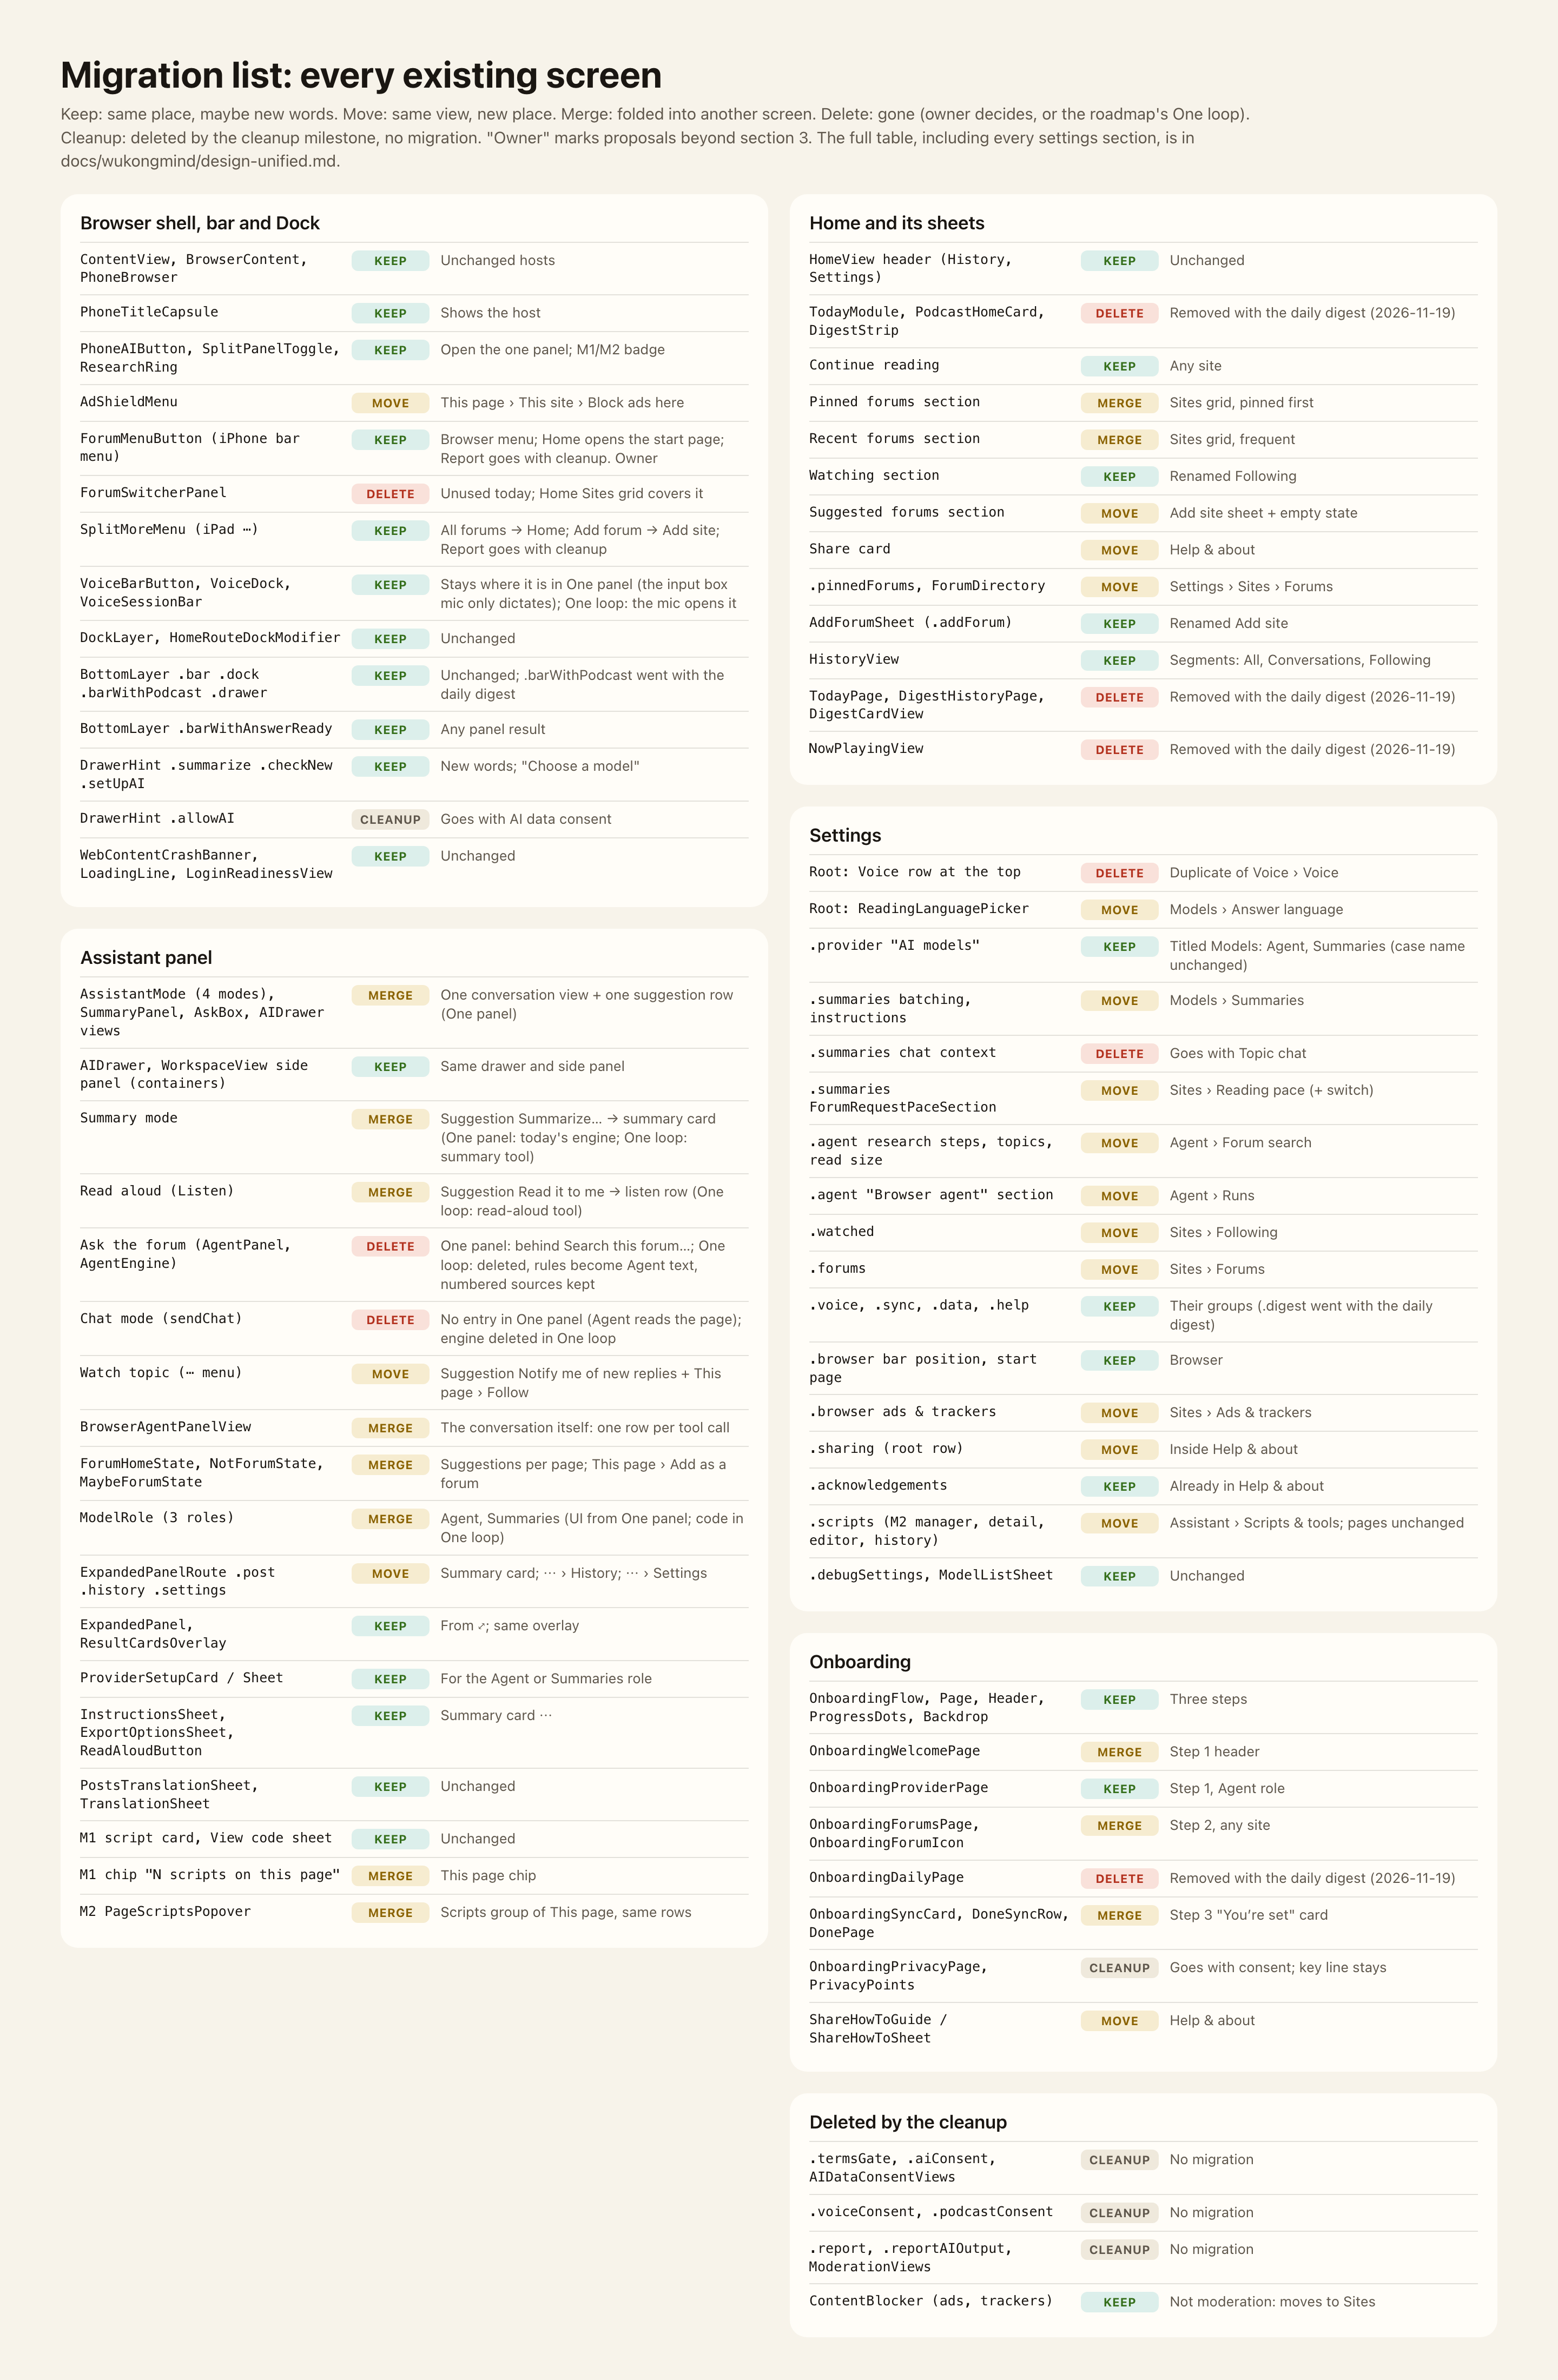 Migration list: every existing screen
Keep: same place, maybe new words. Move: same view, new place. Merge: folded into another screen. Delete: gone (owner decides, or the roadmap's One loop).
Cleanup: deleted by the cleanup milestone, no migration. "Owner" marks proposals beyond section 3. The full table, including every settings section, is in
docs/wukongmind/design-unified.md.
Browser shell, bar and Dock
ContentView, BrowserContent, KEEP Unchanged hosts
PhoneBrowser
PhoneTitleCapsule KEEP Shows the host
PhoneAIButton, SplitPanelToggle, KEEP Open the one panel; M1/M2 badge
ResearchRing
AdShieldMenu MOVE This page › This site › Block ads here
ForumMenuButton (iPhone bar KEEP Browser menu; Home opens the start page;
menu) Report goes with cleanup. Owner
ForumSwitcherPanel DELETE Unused today; Home Sites grid covers it
SplitMoreMenu (iPad ⋯) KEEP All forums → Home; Add forum → Add site;
Report goes with cleanup
VoiceBarButton, VoiceDock, KEEP Stays where it is in One panel (the input box
VoiceSessionBar mic only dictates); One loop: the mic opens it
DockLayer, HomeRouteDockModifier KEEP Unchanged
BottomLayer .bar .dock KEEP Unchanged; .barWithPodcast went with the
.barWithPodcast .drawer daily digest
BottomLayer .barWithAnswerReady KEEP Any panel result
DrawerHint .summarize .checkNew KEEP New words; "Choose a model"
.setUpAI
DrawerHint .allowAI CLEANUP Goes with AI data consent
WebContentCrashBanner, KEEP Unchanged
LoadingLine, LoginReadinessView
Assistant panel
AssistantMode (4 modes), MERGE One conversation view + one suggestion row
SummaryPanel, AskBox, AIDrawer (One panel)
views
AIDrawer, WorkspaceView side KEEP Same drawer and side panel
panel (containers)
Summary mode MERGE Suggestion Summarize… → summary card
(One panel: today's engine; One loop:
summary tool)
Read aloud (Listen) MERGE Suggestion Read it to me → listen row (One
loop: read-aloud tool)
Ask the forum (AgentPanel, DELETE One panel: behind Search this forum…; One
AgentEngine) loop: deleted, rules become Agent text,
numbered sources kept
Chat mode (sendChat) DELETE No entry in One panel (Agent reads the page);
engine deleted in One loop
Watch topic (⋯ menu) MOVE Suggestion Notify me of new replies + This
page › Follow
BrowserAgentPanelView MERGE The conversation itself: one row per tool call
ForumHomeState, NotForumState, MERGE Suggestions per page; This page › Add as a
MaybeForumState forum
ModelRole (3 roles) MERGE Agent, Summaries (UI from One panel; code in
One loop)
ExpandedPanelRoute .post MOVE Summary card; ⋯ › History; ⋯ › Settings
.history .settings
ExpandedPanel, KEEP From ⤢; same overlay
ResultCardsOverlay
ProviderSetupCard / Sheet KEEP For the Agent or Summaries role
InstructionsSheet, KEEP Summary card ⋯
ExportOptionsSheet,
ReadAloudButton
PostsTranslationSheet, KEEP Unchanged
TranslationSheet
M1 script card, View code sheet KEEP Unchanged
M1 chip "N scripts on this page" MERGE This page chip
M2 PageScriptsPopover MERGE Scripts group of This page, same rows
Home and its sheets
HomeView header (History, KEEP Unchanged
Settings)
TodayModule, PodcastHomeCard, DELETE Removed with the daily digest (2026-11-19)
DigestStrip
Continue reading KEEP Any site
Pinned forums section MERGE Sites grid, pinned first
Recent forums section MERGE Sites grid, frequent
Watching section KEEP Renamed Following
Suggested forums section MOVE Add site sheet + empty state
Share card MOVE Help & about
.pinnedForums, ForumDirectory MOVE Settings › Sites › Forums
AddForumSheet (.addForum) KEEP Renamed Add site
HistoryView KEEP Segments: All, Conversations, Following
TodayPage, DigestHistoryPage, DELETE Removed with the daily digest (2026-11-19)
DigestCardView
NowPlayingView DELETE Removed with the daily digest (2026-11-19)
Settings
Root: Voice row at the top DELETE Duplicate of Voice › Voice
Root: ReadingLanguagePicker MOVE Models › Answer language
.provider "AI models" KEEP Titled Models: Agent, Summaries (case name
unchanged)
.summaries batching, MOVE Models › Summaries
instructions
.summaries chat context DELETE Goes with Topic chat
.summaries MOVE Sites › Reading pace (+ switch)
ForumRequestPaceSection
.agent research steps, topics, MOVE Agent › Forum search
read size
.agent "Browser agent" section MOVE Agent › Runs
.watched MOVE Sites › Following
.forums MOVE Sites › Forums
.voice, .sync, .data, .help KEEP Their groups (.digest went with the daily
digest)
.browser bar position, start KEEP Browser
page
.browser ads & trackers MOVE Sites › Ads & trackers
.sharing (root row) MOVE Inside Help & about
.acknowledgements KEEP Already in Help & about
.scripts (M2 manager, detail, MOVE Assistant › Scripts & tools; pages unchanged
editor, history)
.debugSettings, ModelListSheet KEEP Unchanged
Onboarding
OnboardingFlow, Page, Header, KEEP Three steps
ProgressDots, Backdrop
OnboardingWelcomePage MERGE Step 1 header
OnboardingProviderPage KEEP Step 1, Agent role
OnboardingForumsPage, MERGE Step 2, any site
OnboardingForumIcon
OnboardingDailyPage DELETE Removed with the daily digest (2026-11-19)
OnboardingSyncCard, DoneSyncRow, MERGE Step 3 "You’re set" card
DonePage
OnboardingPrivacyPage, CLEANUP Goes with consent; key line stays
PrivacyPoints
ShareHowToGuide / MOVE Help & about
ShareHowToSheet
Deleted by the cleanup
.termsGate, .aiConsent, CLEANUP No migration
AIDataConsentViews
.voiceConsent, .podcastConsent CLEANUP No migration
.report, .reportAIOutput, CLEANUP No migration
ModerationViews
ContentBlocker (ads, trackers) KEEP Not moderation: moves to Sites